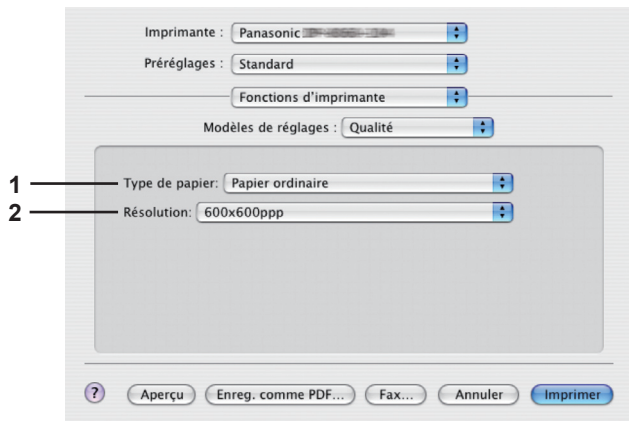 Imprimante : Panasonic
Préréglages : Standard
Fonctions d'imprimante
Modèles de réglages : Qualité
1 Type de papier: Papier ordinaire
2 Résolution: 600x600ppp
? Aperçu Enreg. comme PDF... Fax... Annuler Imprimer